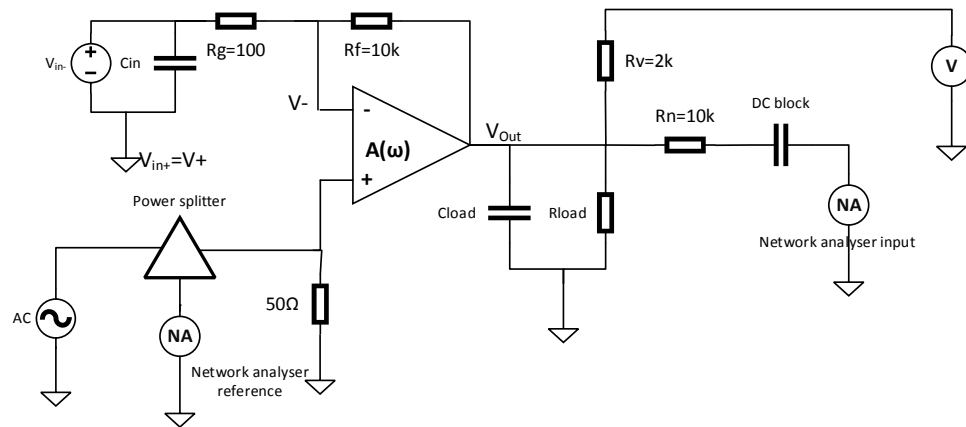 Rg=100
Rf=10k
Rv=2k
V
Vin-
Cin
V-
A(ω)
-
+
VOut
Rn=10k
DC block
Vin+=V+
Power splitter
Cload
Rload
NA
Network analyser input
50Ω
AC
NA
Network analyser
reference